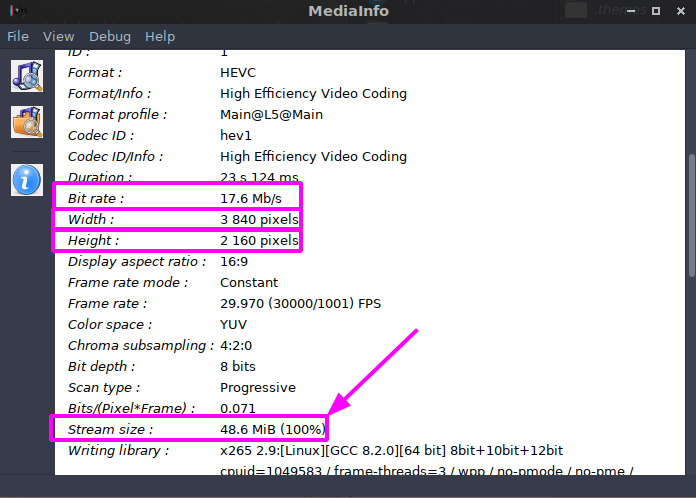 .themes
MediaInfo
File View Debug Help
ID : 1
Format : HEVC
Format/Info : High Efficiency Video Coding
Format profile : Main@L5@Main
Codec ID : hev1
Codec ID/Info : High Efficiency Video Coding
Duration : 23 s 124 ms
Bit rate : 17.6 Mb/s
Width : 3 840 pixels
Height : 2 160 pixels
Display aspect ratio : 16:9
Frame rate mode : Constant
Frame rate : 29.970 (30000/1001) FPS
Color space : YUV
Chroma subsampling : 4:2:0
Bit depth : 8 bits
Scan type : Progressive
Bits/(Pixel*Frame) : 0.071
Stream size : 48.6 MiB (100%)
Writing library : x265 2.9:[Linux][GCC 8.2.0][64 bit] 8bit+10bit+12bit
cpuid=1049583 / frame-threads=3 / wpp / no-pmode / no-pme /